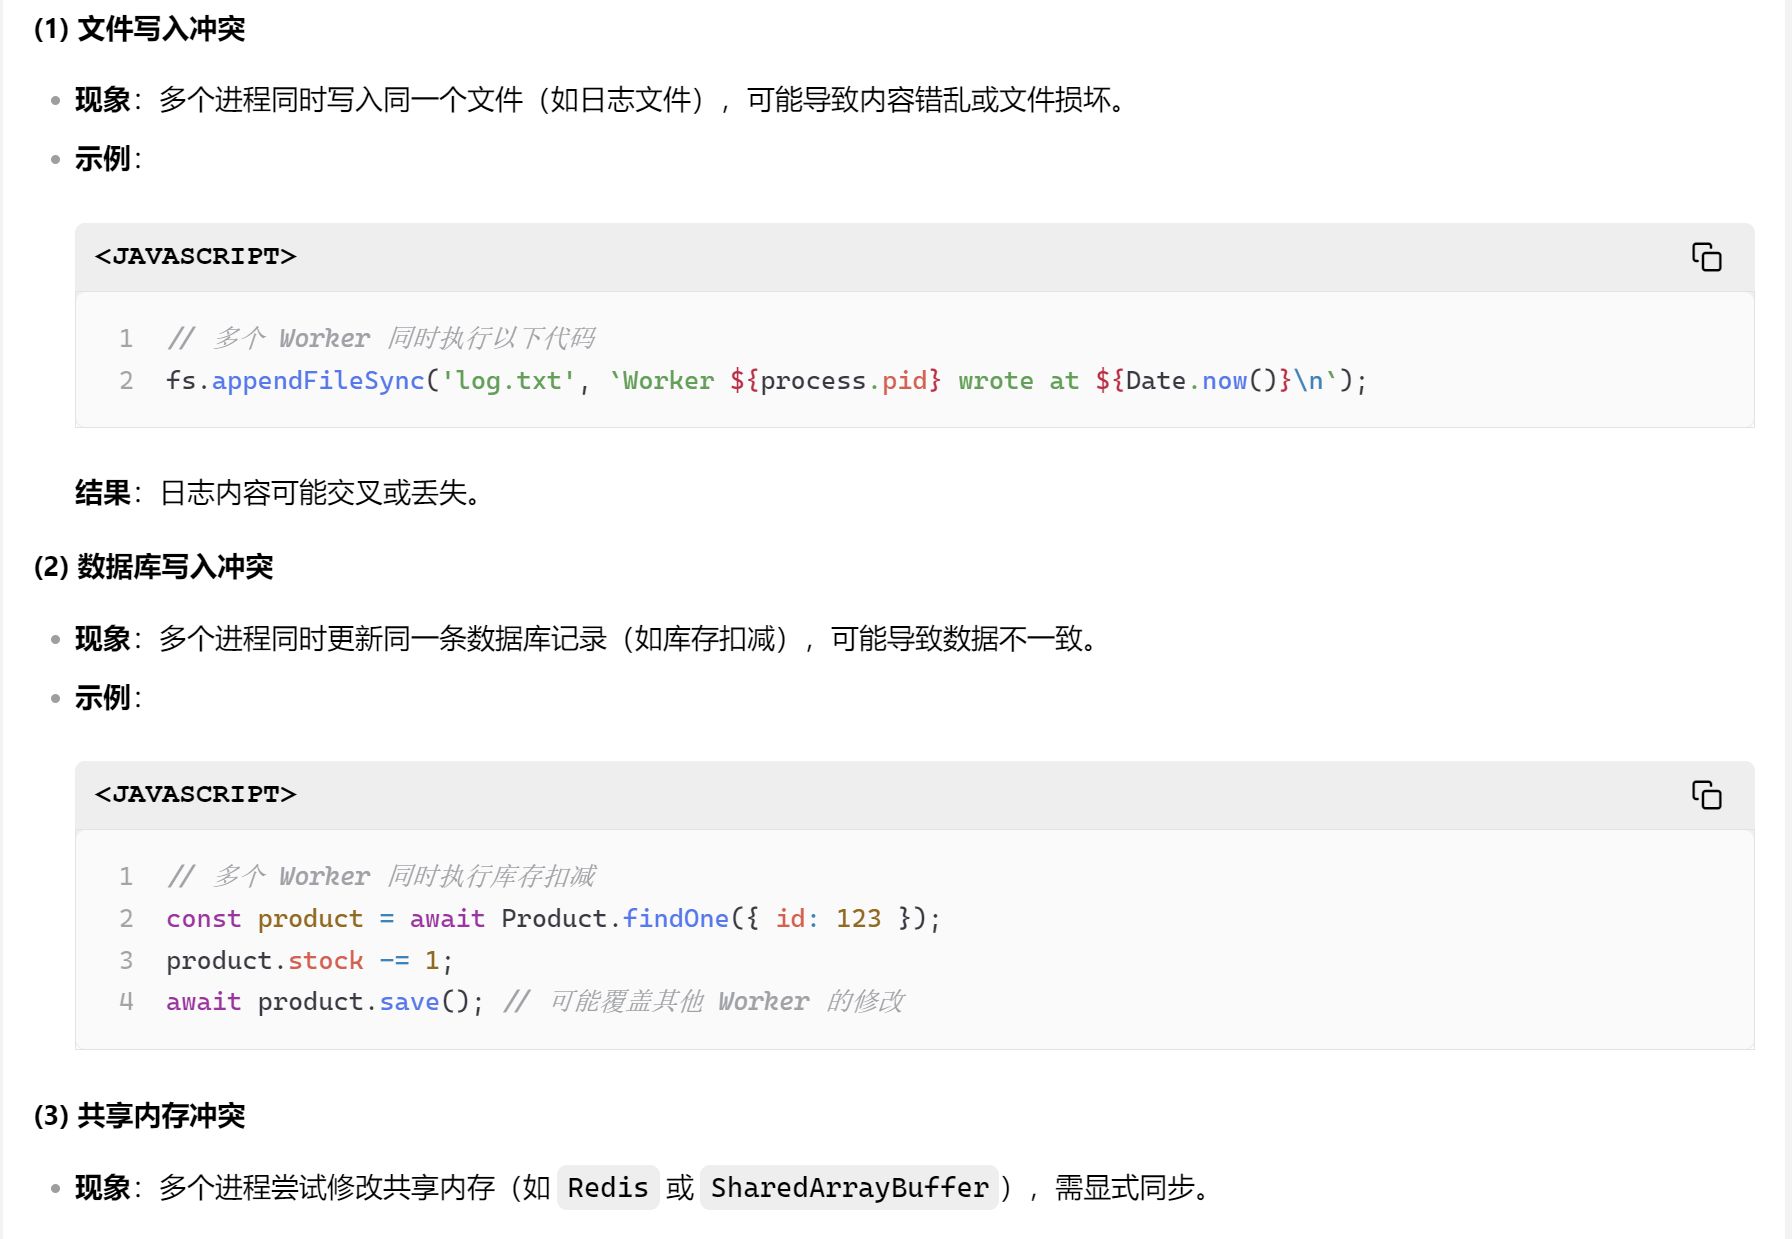 (1) 文件写入冲突
现象：多个进程同时写入同一个文件（如日志文件），可能导致内容错乱或文件损坏。
示例：
<JAVASCRIPT>
1 // 多个 Worker 同时执行以下代码
2 fs.appendFileSync('log.txt', `Worker ${process.pid} wrote at ${Date.now()}\n`);
结果：日志内容可能交叉或丢失。
(2) 数据库写入冲突
现象：多个进程同时更新同一条数据库记录（如库存扣减），可能导致数据不一致。
示例：
<JAVASCRIPT>
1 // 多个 Worker 同时执行库存扣减
2 const product = await Product.findOne({ id: 123 });
3 product.stock -= 1;
4 await product.save(); // 可能覆盖其他 Worker 的修改
(3) 共享内存冲突
现象：多个进程尝试修改共享内存（如 Redis 或 SharedArrayBuffer），需显式同步。